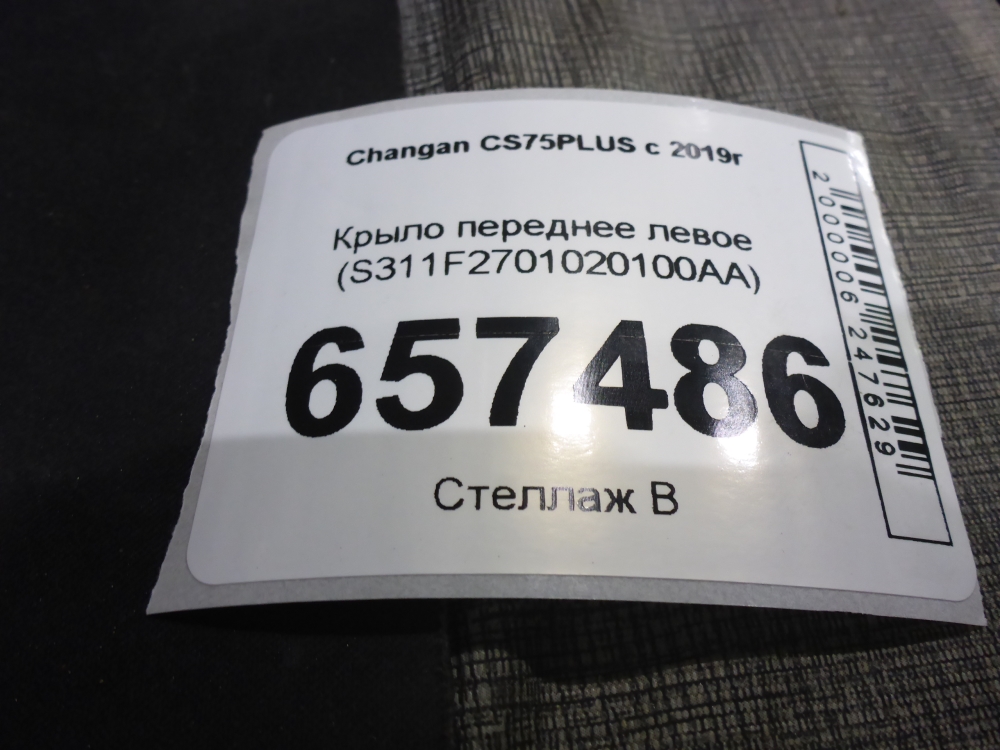 Changan CS75PLUS с 2019г
Крыло переднее левое
(S311F2701020100AA)
657486
Стеллаж В
2000006247629